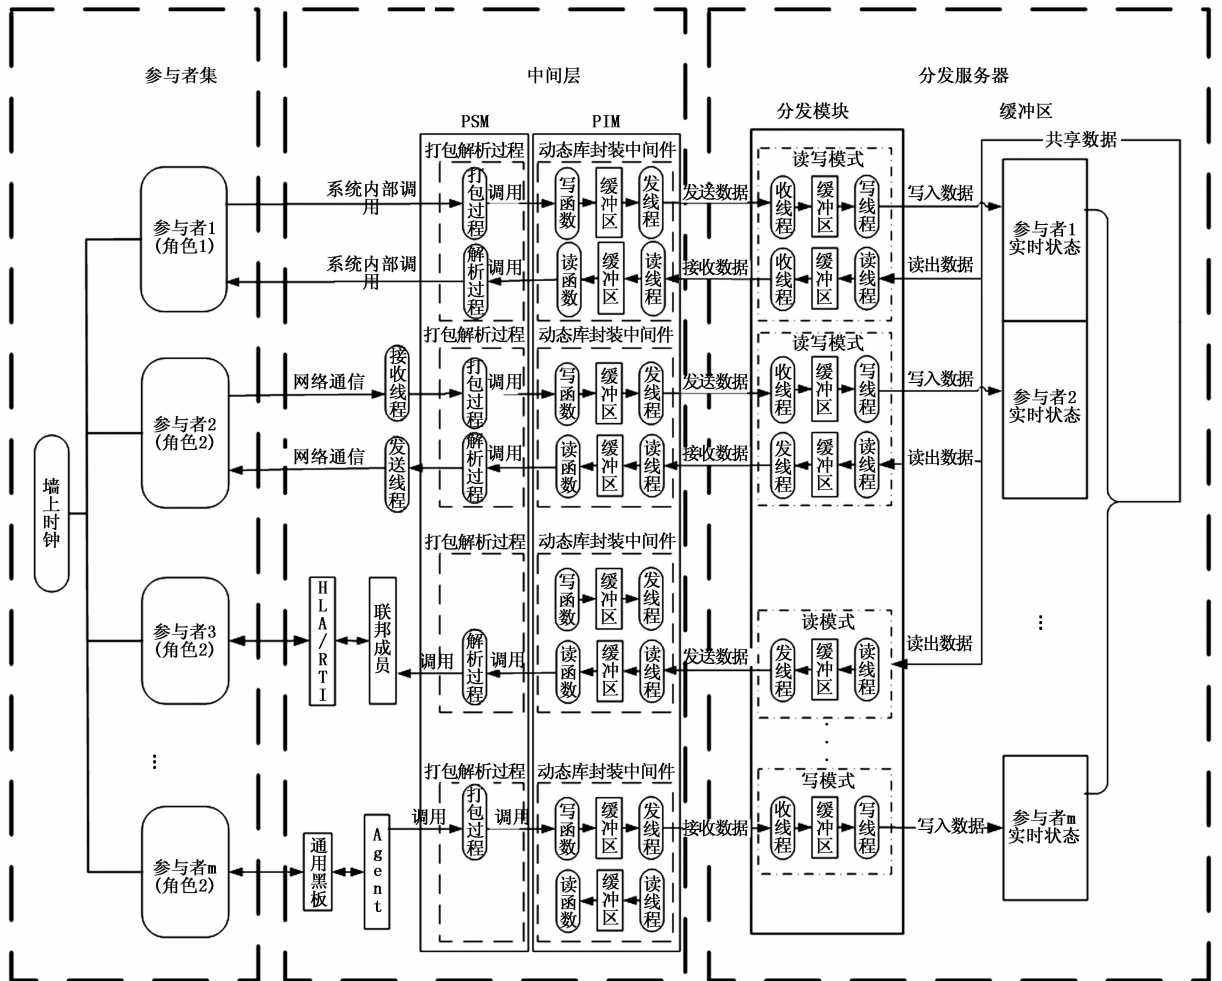 参与者集
中间层
分发服务器
PSM
PIM
分发模块
缓冲区
共享数据
打包解析过程
动态库封装中间件
读写模式
参与者1
(角色1)
系统内部调
用
打包过程
调用
写函数
缓冲区
发线程
发送数据
收线程
缓冲区
写线程
写入数据
参与者1
实时状态
系统内部调
用
解析过程
调用
读函数
缓冲区
读线程
接收数据
收线程
缓冲区
读线程
读出数据
打包解析过程
动态库封装中间件
读写模式
参与者2
(角色2)
网络通信
接收线程
打包过程
调用
写函数
缓冲区
发线程
发送数据
收线程
缓冲区
写线程
写入数据
参与者2
实时状态
网络通信
发送线程
解析过程
调用
读函数
缓冲区
读线程
接收数据
发线程
缓冲区
读线程
读出数据
墙上时钟
打包解析过程
动态库封装中间件
写函数
缓冲区
发线程
读模式
参与者3
(角色2)
HLA/RTI
联邦成员
调用
解析过程
调用
读函数
缓冲区
读线程
发送数据
发线程
缓冲区
读线程
读出数据
打包解析过程
动态库封装中间件
写模式
调用
打包过程
调用
写函数
缓冲区
发线程
接收数据
收线程
缓冲区
写线程
写入数据
参与者m
实时状态
参与者m
(角色2)
通用黑板
Agent
读函数
缓冲区
读线程